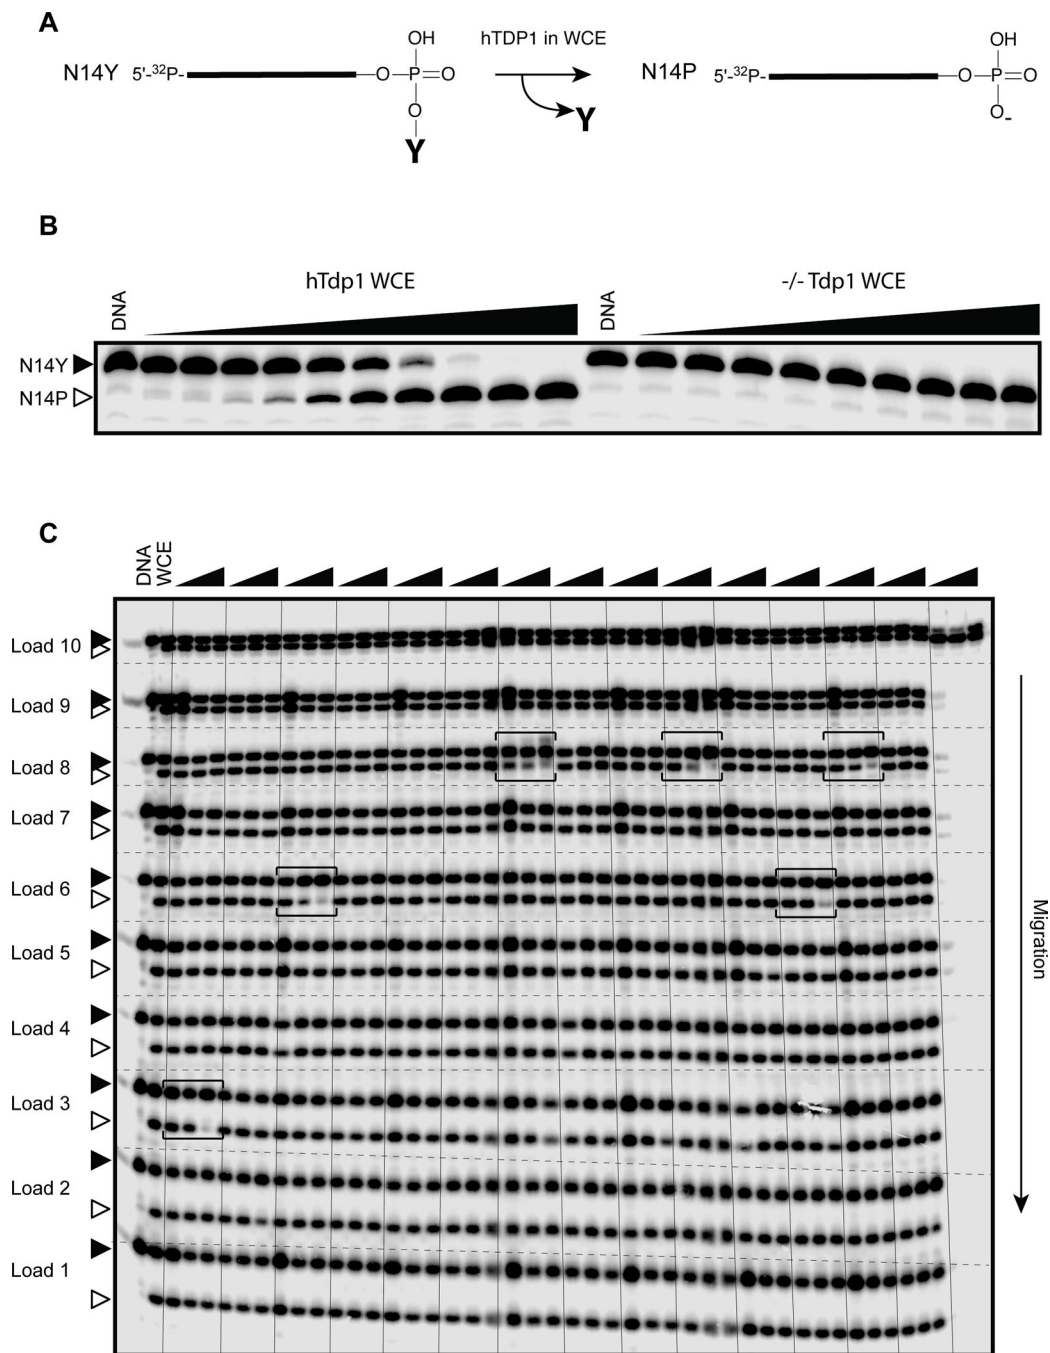 A
N14Y 5'-³²P- O P O OH O Y
hTDP1 in WCE
Y
N14P 5'-³²P- O P O OH O-
B
hTdp1 WCE
-/- Tdp1 WCE
DNA
DNA
N14Y
N14P
C
DNA
WCE
Load 10
Load 9
Load 8
Load 7
Load 6
Load 5
Load 4
Load 3
Load 2
Load 1
Migration